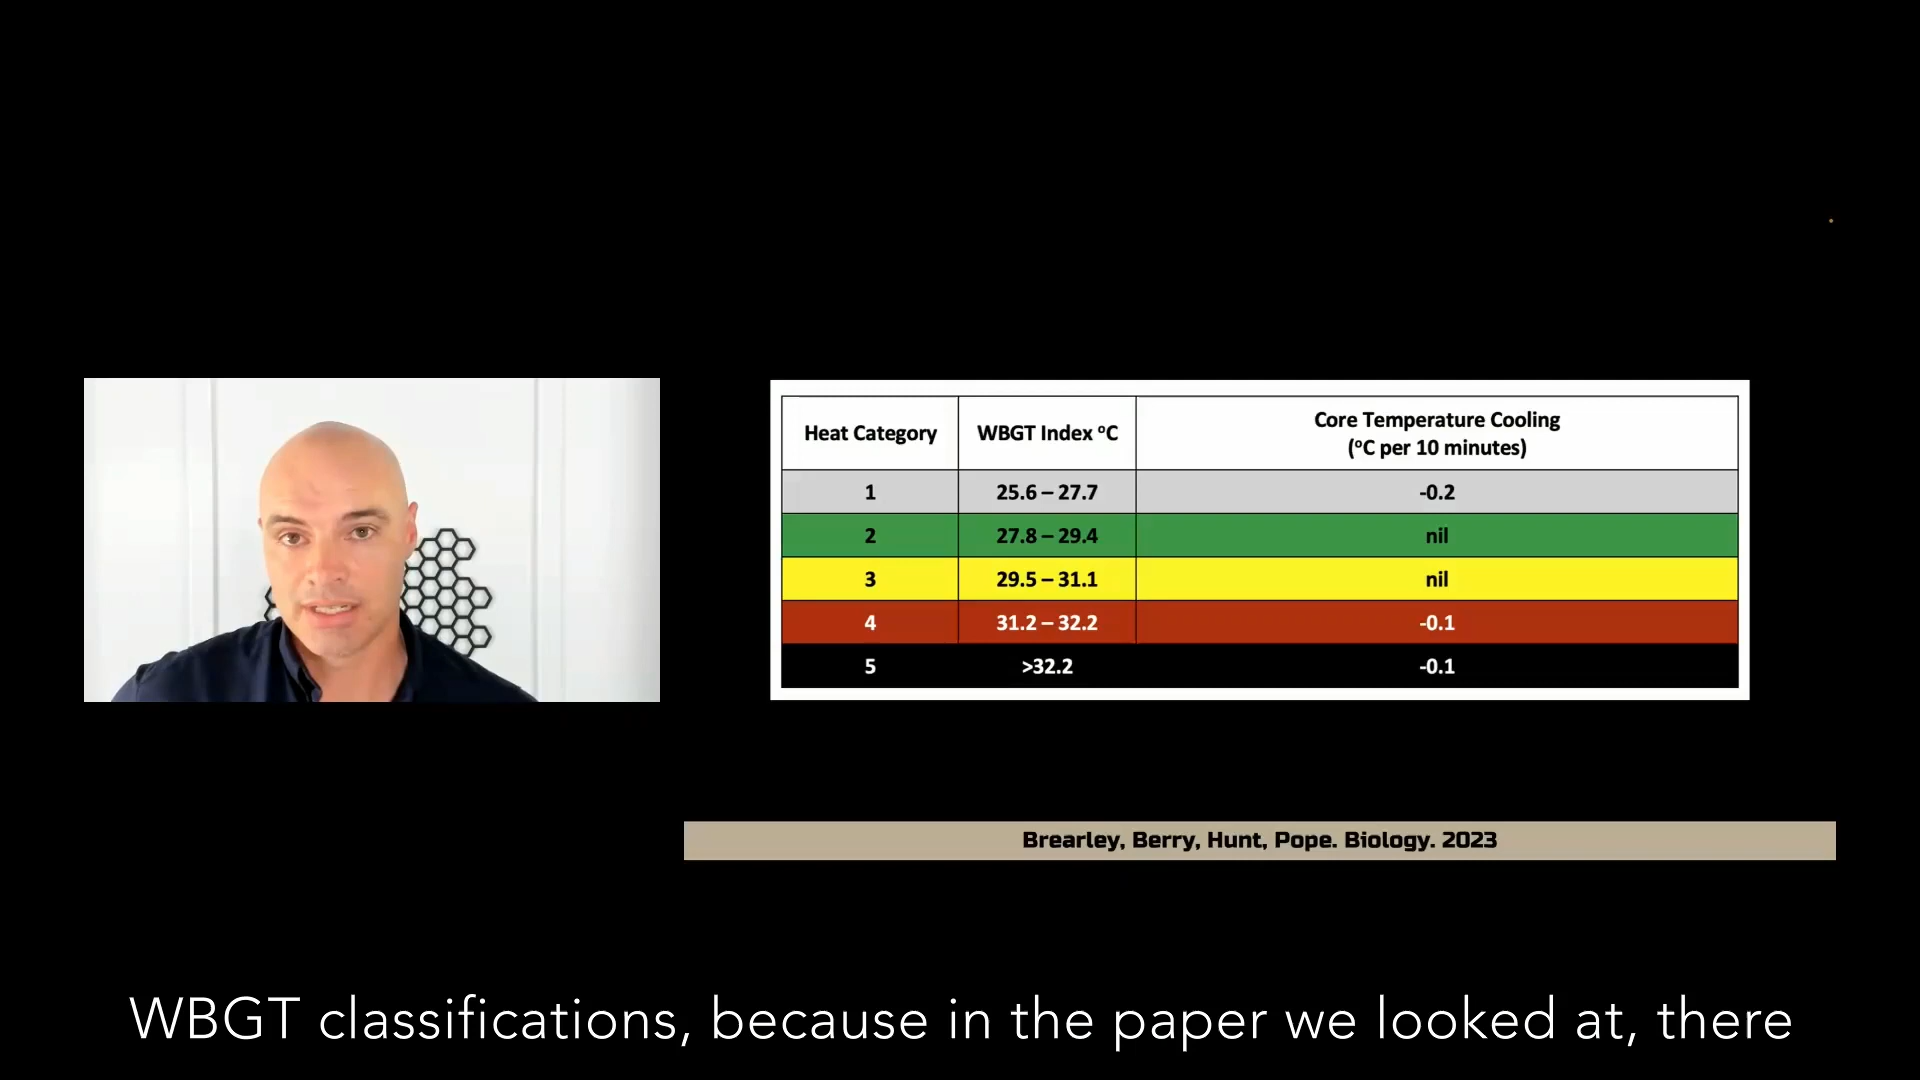 Heat Category WBGT Index ºC Core Temperature Cooling
(ºC per 10 minutes)
1 25.6 – 27.7 -0.2
2 27.8 – 29.4 nil
3 29.5 – 31.1 nil
4 31.2 – 32.2 -0.1
5 >32.2 -0.1
Brearley, Berry, Hunt, Pope. Biology. 2023
WBGT classifications, because in the paper we looked at, there